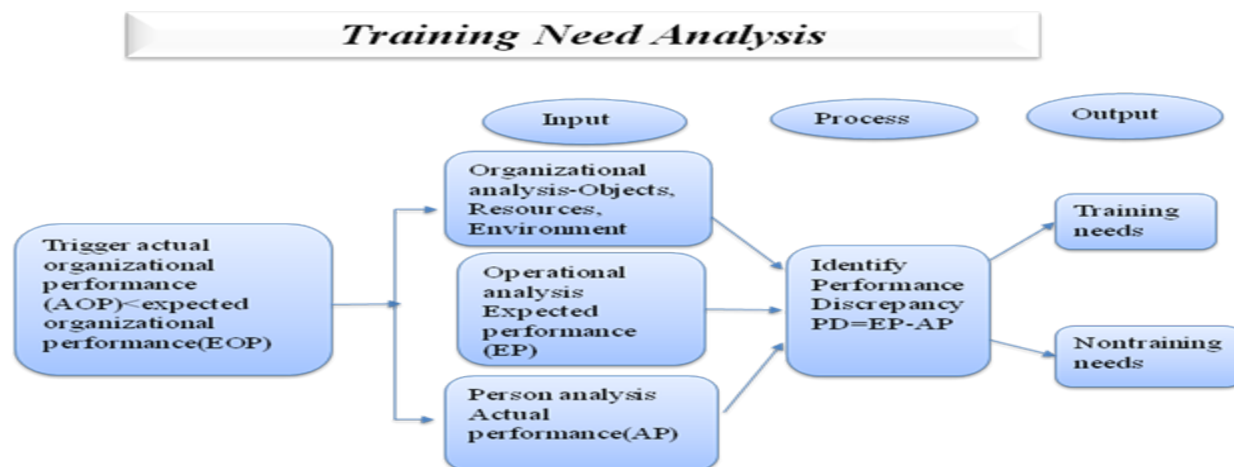 Training Need Analysis
Input
Process
Output
Trigger actual
organizational
performance
(AOP)<expected
organizational
performance(EOP)
Organizational
analysis-Objects,
Resources,
Environment
Operational
analysis
Expected
performance
(EP)
Person analysis
Actual
performance(AP)
Identify
Performance
Discrepancy
PD=EP-AP
Training
needs
Nontraining
needs